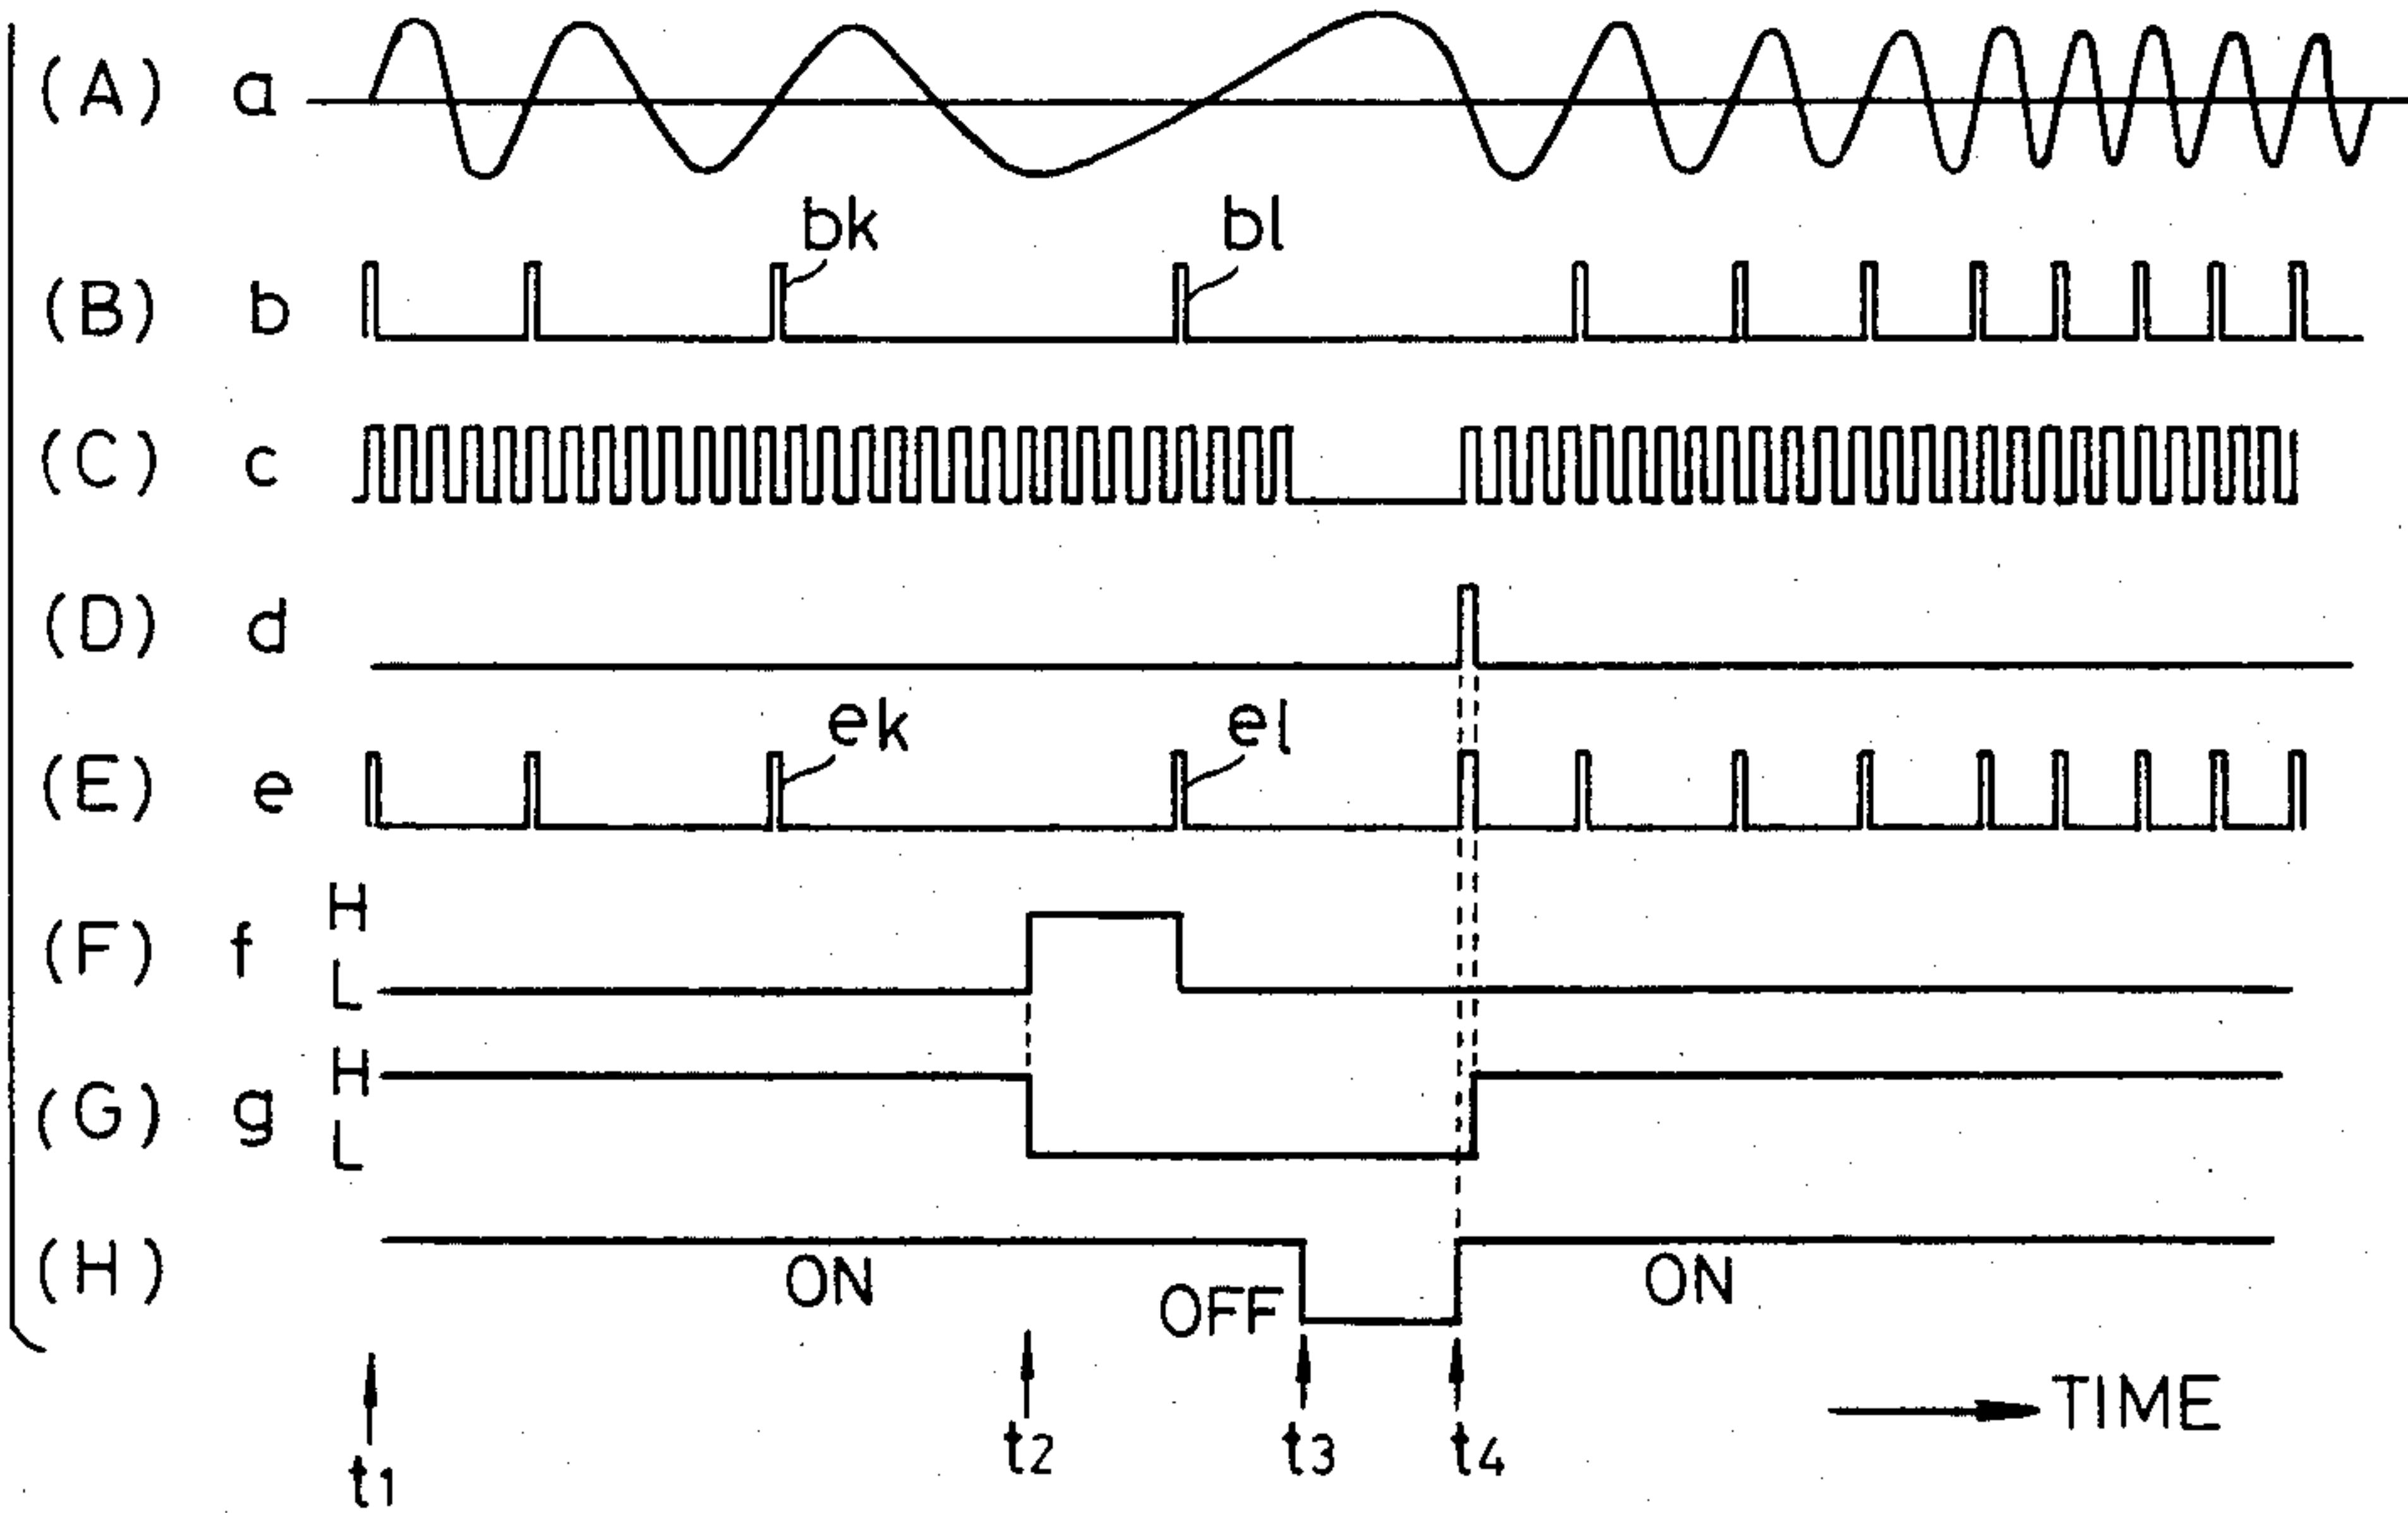 (A) a
bk bl
(B) b
(C) c
(D) d
ek el
(E) e
H
(F) f
L
H
(G) g
L
(H)
ON OFF ON
t1 t2 t3 t4 TIME